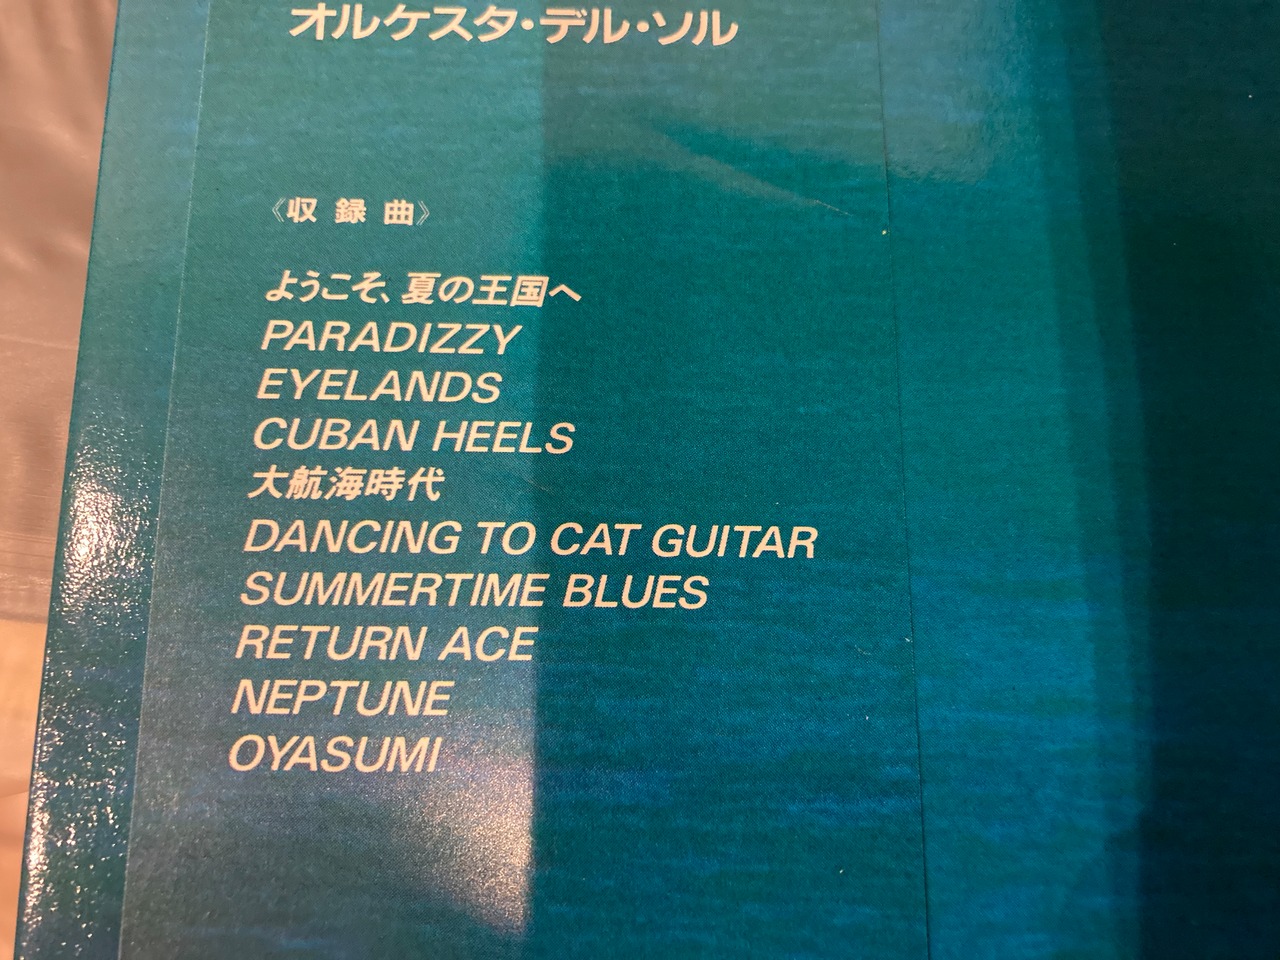 オルケスタ・デル・ソル
《収録曲》
ようこそ、夏の王国へ
PARADIZZY
EYELANDS
CUBAN HEELS
大航海時代
DANCING TO CAT GUITAR
SUMMERTIME BLUES
RETURN ACE
NEPTUNE
OYASUMI